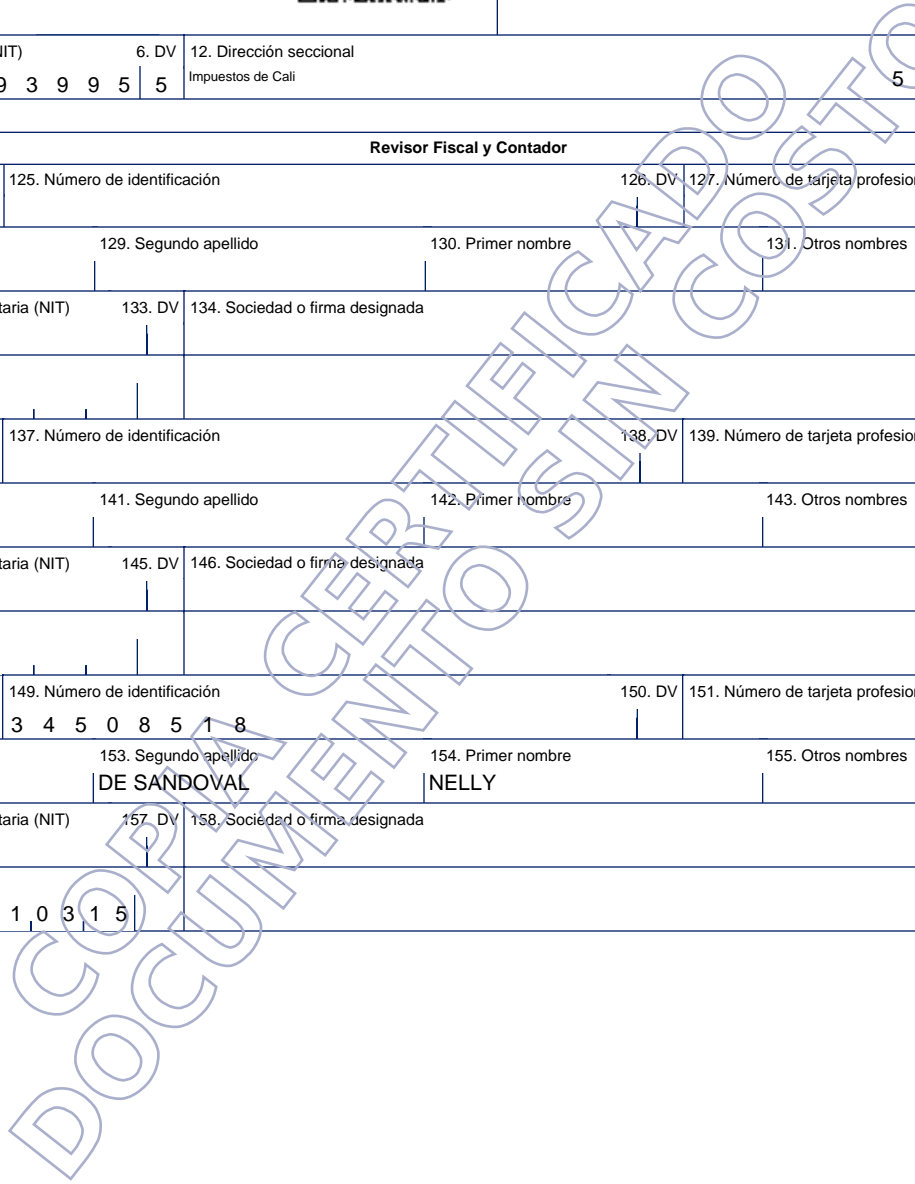 NIT) 6. DV 12. Dirección seccional
9 3 9 9 5 5 Impuestos de Cali 5
Revisor Fiscal y Contador
125. Número de identificación 126. DV 127. Número de tarjeta profesion
129. Segundo apellido 130. Primer nombre 131. Otros nombres
taria (NIT) 133. DV 134. Sociedad o firma designada
137. Número de identificación 138. DV 139. Número de tarjeta profesion
141. Segundo apellido 142. Primer nombre 143. Otros nombres
taria (NIT) 145. DV 146. Sociedad o firma designada
149. Número de identificación 150. DV 151. Número de tarjeta profesion
3 4 5 0 8 5 1 8
153. Segundo apellido 154. Primer nombre 155. Otros nombres
DE SANDOVAL NELLY
taria (NIT) 157. DV 158. Sociedad o firma designada
1 0 3 1 5
COPIA CERTIFICADO
DOCUMENTO SIN COSTO